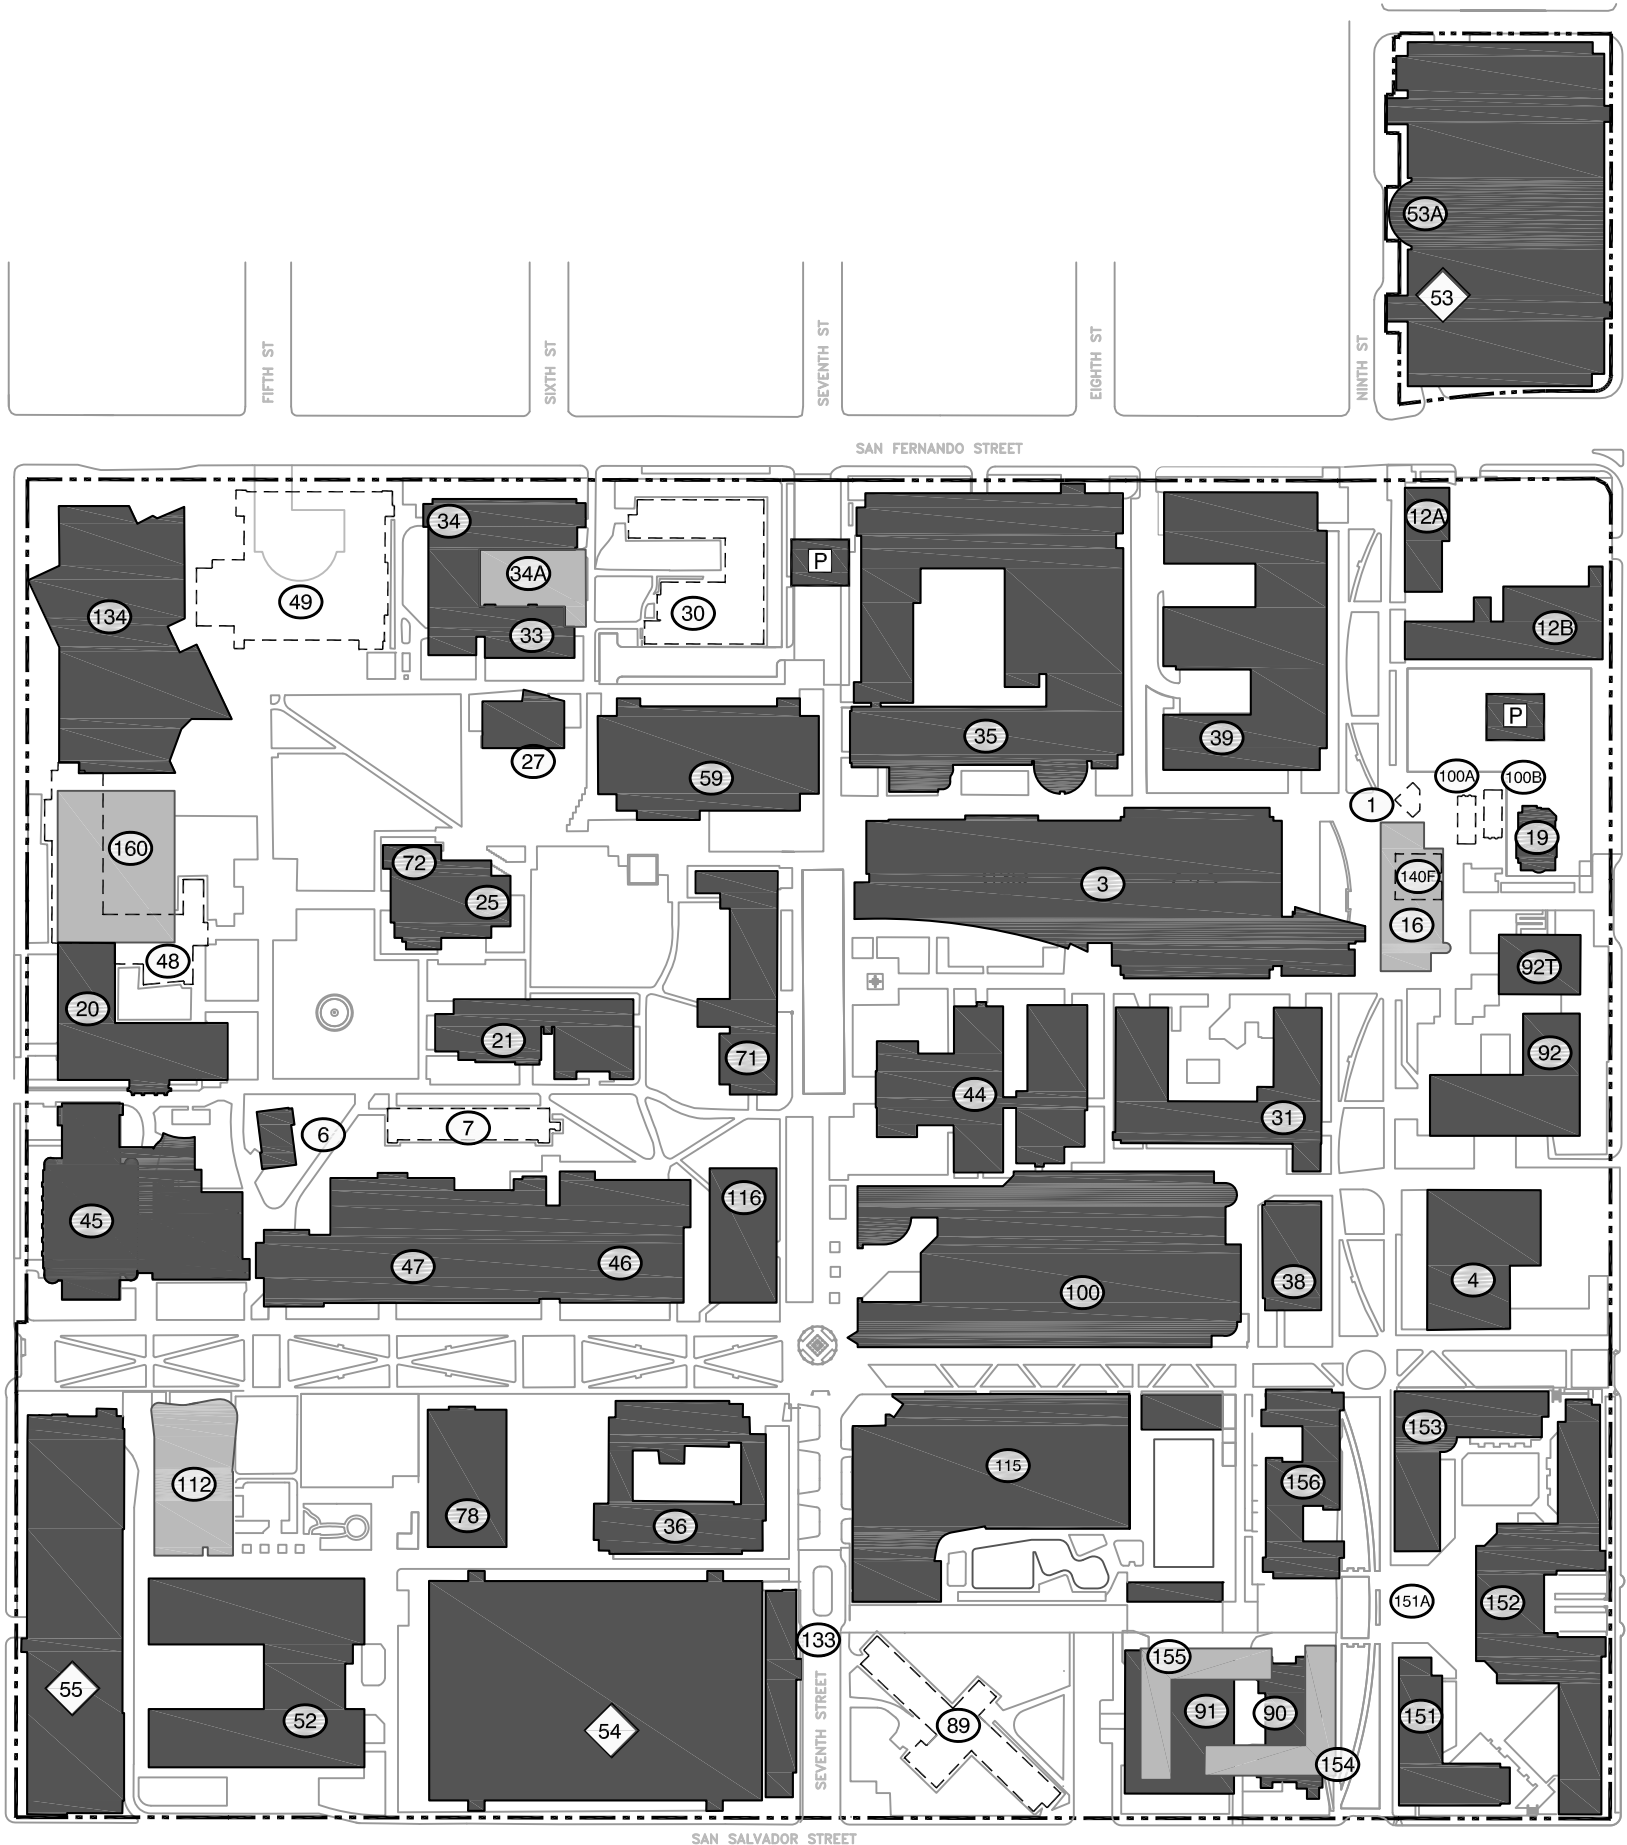 53A
53
FIFTH ST
SIXTH ST
SEVENTH ST
EIGHTH ST
NINTH ST
SAN FERNANDO STREET
34
12A
P
34A
49
134
30
33
12B
35
39
P
27
59
100A
100B
1
19
160
72
3
140F
25
16
48
92T
20
21
71
92
44
31
6
7
116
45
47
46
100
38
4
153
115
156
112
78
36
151A
152
133
155
55
52
54
89
91
90
151
154
SEVENTH STREET
SAN SALVADOR STREET